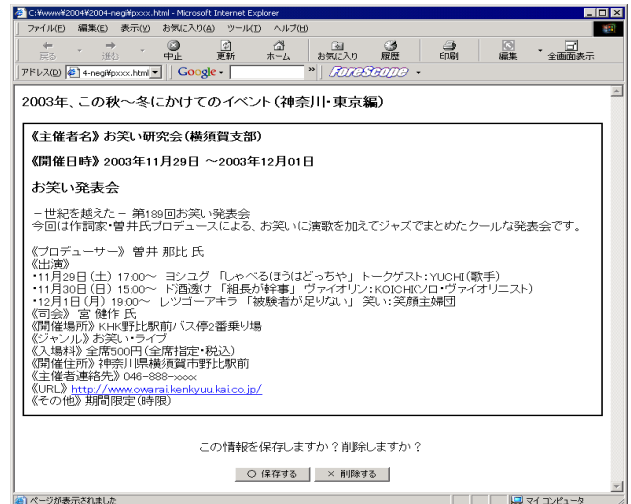 C:¥www¥2004¥2004-negi¥pxxx.html - Microsoft Internet Explorer
ファイル(F) 編集(E) 表示(V) お気に入り(A) ツール(T) ヘルプ(H)
戻る 進む 中止 更新 ホーム お気に入り 履歴 印刷 編集 全画面表示
アドレス(D) 4-negi¥pxxx.html Google ForeScope
2003年、この秋～冬にかけてのイベント(神奈川・東京編)
《主催者名》お笑い研究会(横須賀支部)
《開催日時》2003年11月29日 ～2003年12月01日
お笑い発表会
－世紀を越えた－ 第189回お笑い発表会
今回は作詞家・曽井氏プロデュースによる、お笑いに演歌を加えてジャズでまとめたクールな発表会です。
《プロデューサー》 曽井 那比 氏
《出演》
・11月29日(土) 17:00～ ヨシユグ 「しゃべるほうはどっちや」 トークゲスト:YUCHI(歌手)
・11月30日(日) 15:00～ ド酒透け 「組長が幹事」 ヴァイオリン:KOICHI(ソロ・ヴァイオリニスト)
・12月1日(月) 19:00～ レツゴーアキラ 「被験者が足りない」 笑い:笑顔主婦団
《司会》 宮 健作 氏
《開催場所》 KHK野比駅前バス停2番乗り場
《ジャンル》 お笑い・ライブ
《入場料》 全席500円(全席指定・税込)
《開催住所》 神奈川県横須賀市野比駅前
《主催者連絡先》 046-888-xxxx
《URL》 http://www.owarai.kenkyuu.kai.co.jp/
《その他》 期間限定(時限)
この情報を保存しますか？削除しますか？
○ 保存する × 削除する
ページが表示されました マイ コンピュータ